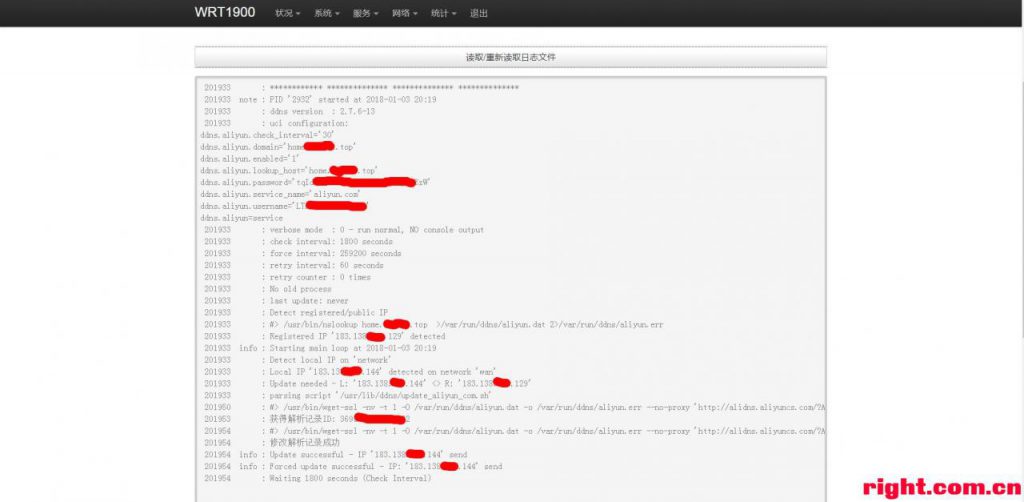 WRT1900 状况 系统 服务 网络 统计 退出
读取/重新读取日志文件
201933 : ************ ************** ************** **************
201933 note : PID '2932' started at 2018-01-03 20:19
201933 : ddns version : 2.7.6-13
201933 : uci configuration:
ddns.aliyun.check_interval='30'
ddns.aliyun.domain='home .top'
ddns.aliyun.enabled='1'
ddns.aliyun.lookup_host='home. .top'
ddns.aliyun.password=' zW'
ddns.aliyun.service_name='aliyun.com'
ddns.aliyun.username='LT '
ddns.aliyun=service
201933 : verbose mode : 0 - run normal, NO console output
201933 : check interval: 1800 seconds
201933 : force interval: 259200 seconds
201933 : retry interval: 60 seconds
201933 : retry counter : 0 times
201933 : No old process
201933 : last update: never
201933 : Detect registered/public IP
201933 : #> /usr/bin/nslookup home. .top >/var/run/ddns/aliyun.dat 2>/var/run/ddns/aliyun.err
201933 : Registered IP '183.138 .129' detected
201933 info : Starting main loop at 2018-01-03 20:19
201933 : Detect local IP on 'network'
201933 : Local IP '183.13 .144' detected on network 'wan'
201933 : Update needed - L: '183.138 .144' <> R: '183.138 .129'
201933 : parsing script '/usr/lib/ddns/update_aliyun_com.sh'
201950 : #> /usr/bin/wget-ssl -nv -t 1 -O /var/run/ddns/aliyun.dat -o /var/run/ddns/aliyun.err --no-proxy 'http://alidns.aliyuncs.com/?A
201953 : 获得解析记录ID: 369 2
201954 : #> /usr/bin/wget-ssl -nv -t 1 -O /var/run/ddns/aliyun.dat -o /var/run/ddns/aliyun.err --no-proxy 'http://alidns.aliyuncs.com/?A
201954 : 修改解析记录成功
201954 info : Update successful - IP '183.138 .144' send
201954 info : Forced update successful - IP: '183.138 .144' send
201954 : Waiting 1800 seconds (Check Interval)
right.com.cn